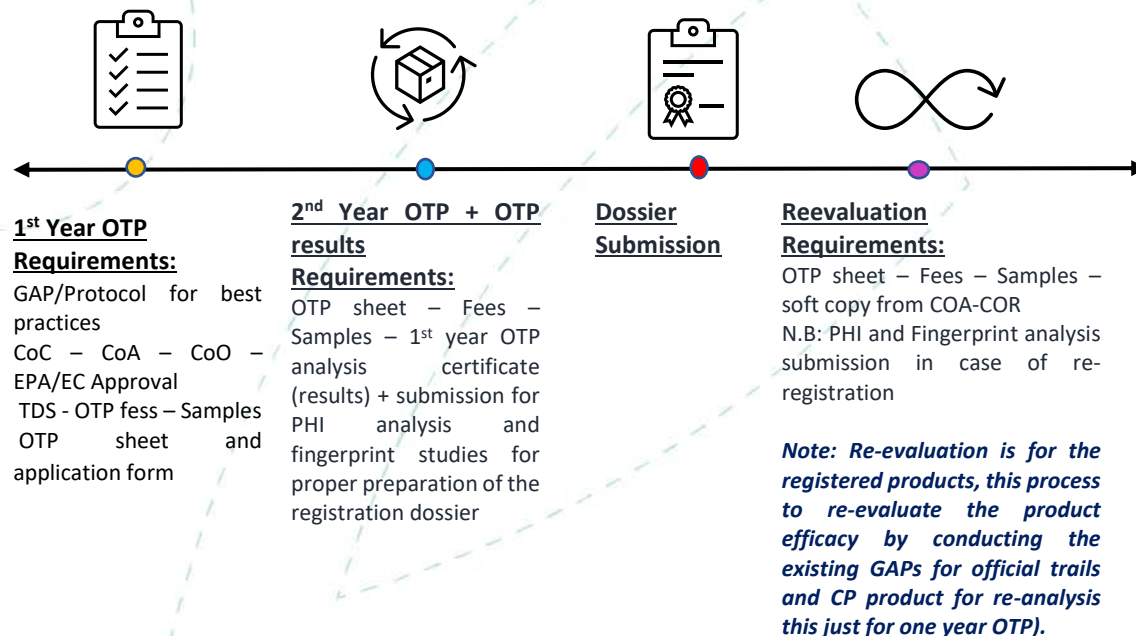 1st Year OTP
Requirements:
GAP/Protocol for best
practices
CoC – CoA – CoO –
EPA/EC Approval
TDS - OTP fess – Samples
OTP sheet and
application form
2nd Year OTP + OTP
results
Requirements:
OTP sheet – Fees –
Samples – 1st year OTP
analysis certificate
(results) + submission for
PHI analysis and
fingerprint studies for
proper preparation of the
registration dossier
Dossier
Submission
Reevaluation
Requirements:
OTP sheet – Fees – Samples –
soft copy from COA-COR
N.B: PHI and Fingerprint analysis
submission in case of re-
registration
Note: Re-evaluation is for the
registered products, this process
to re-evaluate the product
efficacy by conducting the
existing GAPs for official trails
and CP product for re-analysis
this just for one year OTP).